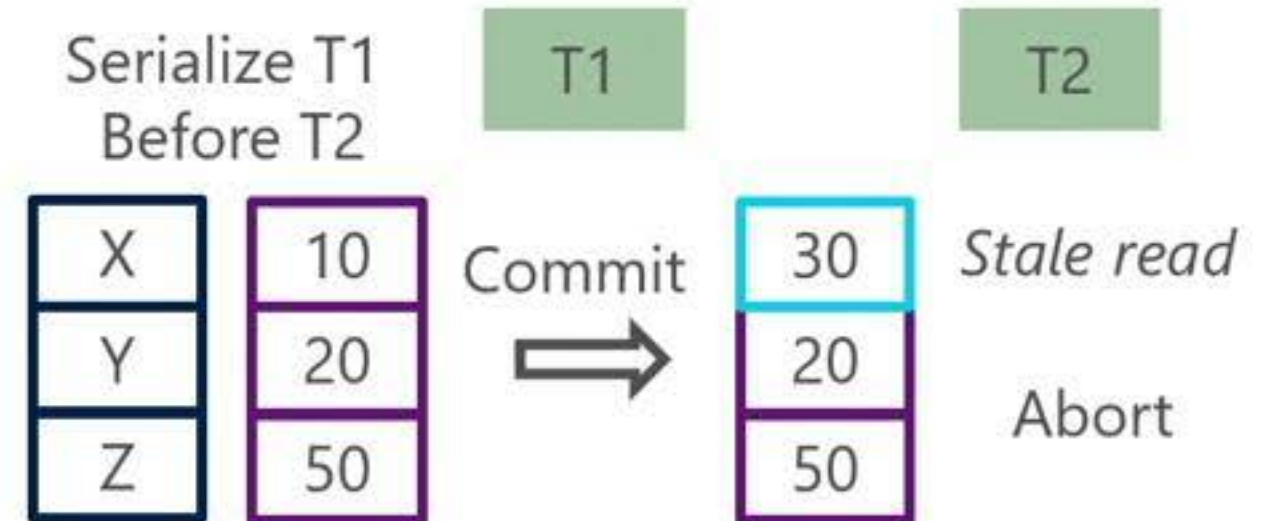 Serialize T1
Before T2
T1
T2
X
10
Commit
30
Stale read
Y
20
20
Abort
Z
50
50